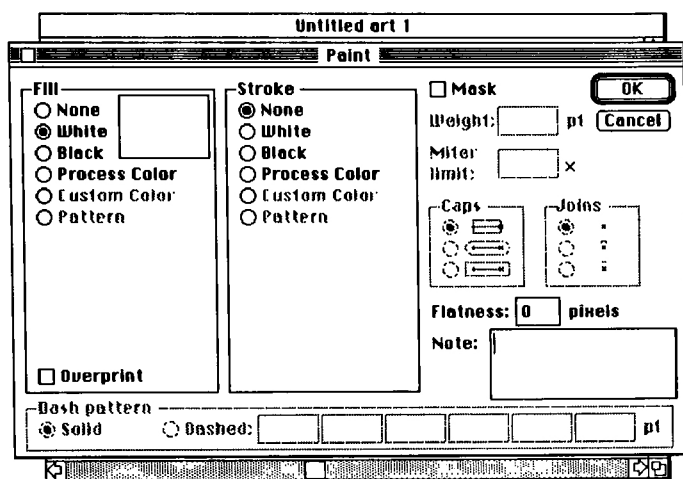 Untitled art 1
Paint
Fill
None
White
Black
Process Color
Custom Color
Pattern
Overprint
Stroke
None
White
Black
Process Color
Custom Color
Pattern
Mask
OK
Weight: pt
Cancel
Miter
limit: ×
Caps
Joins
Flatness: 0 pixels
Note:
Dash pattern
Solid Dashed: pt